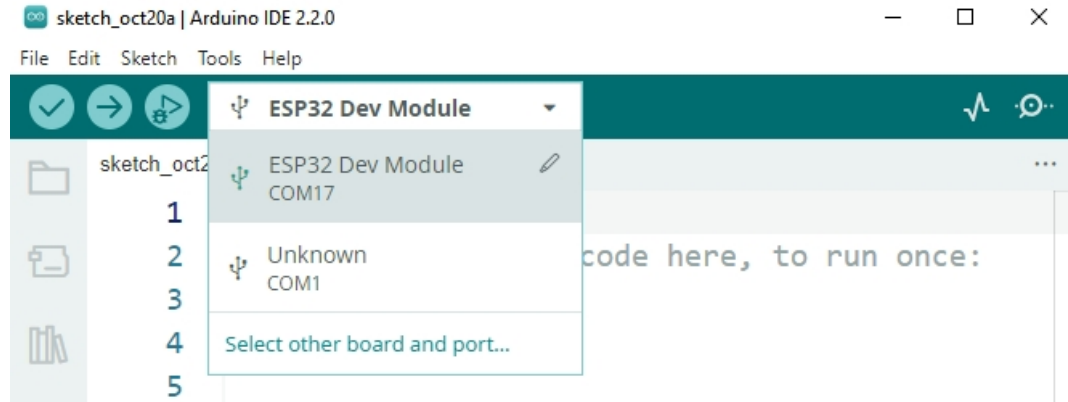 sketch_oct20a | Arduino IDE 2.2.0
File Edit Sketch Tools Help
ESP32 Dev Module
sketch_oct2
ESP32 Dev Module
COM17
1
Unknown
COM1
2 code here, to run once:
3
Select other board and port...
4
5